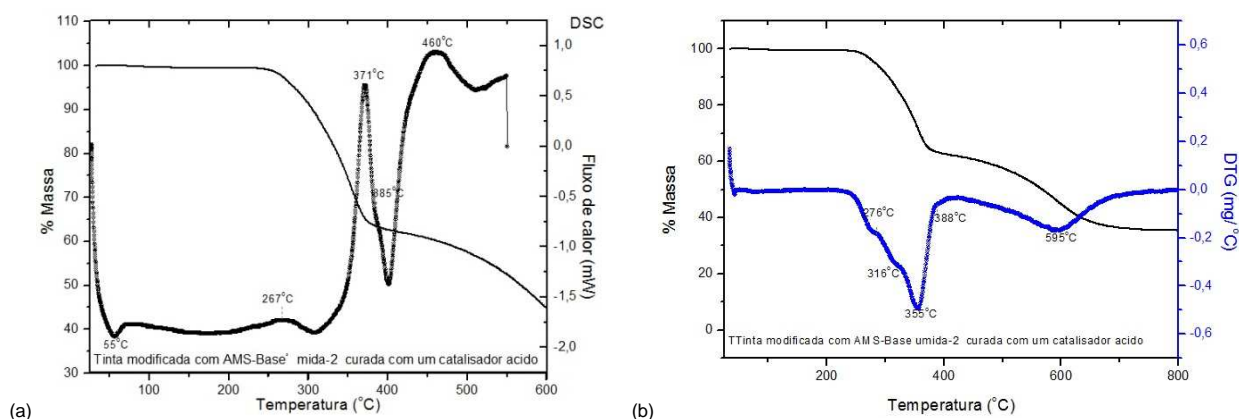 DSC
110
100
90
80
70
60
50
40
30
% Massa
1,0
0,5
0,0
-0,5
-1,0
-1,5
-2,0
Fluxo de calor (mW)
460°C
371°C
385°C
267°C
55°C
Tinta modificada com AMS-Base' mida-2 curada com um catalisador acido
100 200 300 400 500 600
Temperatura (°C)
(a)
100
80
60
40
20
0
% Massa
0,6
0,4
0,2
0,0
-0,2
-0,4
-0,6
DTG (mg/°C)
276°C
388°C
316°C
595°C
355°C
TTinta modificada com AMS-Base umida-2 curada com um catalisador acido
200 400 600 800
Temperatura (°C)
(b)